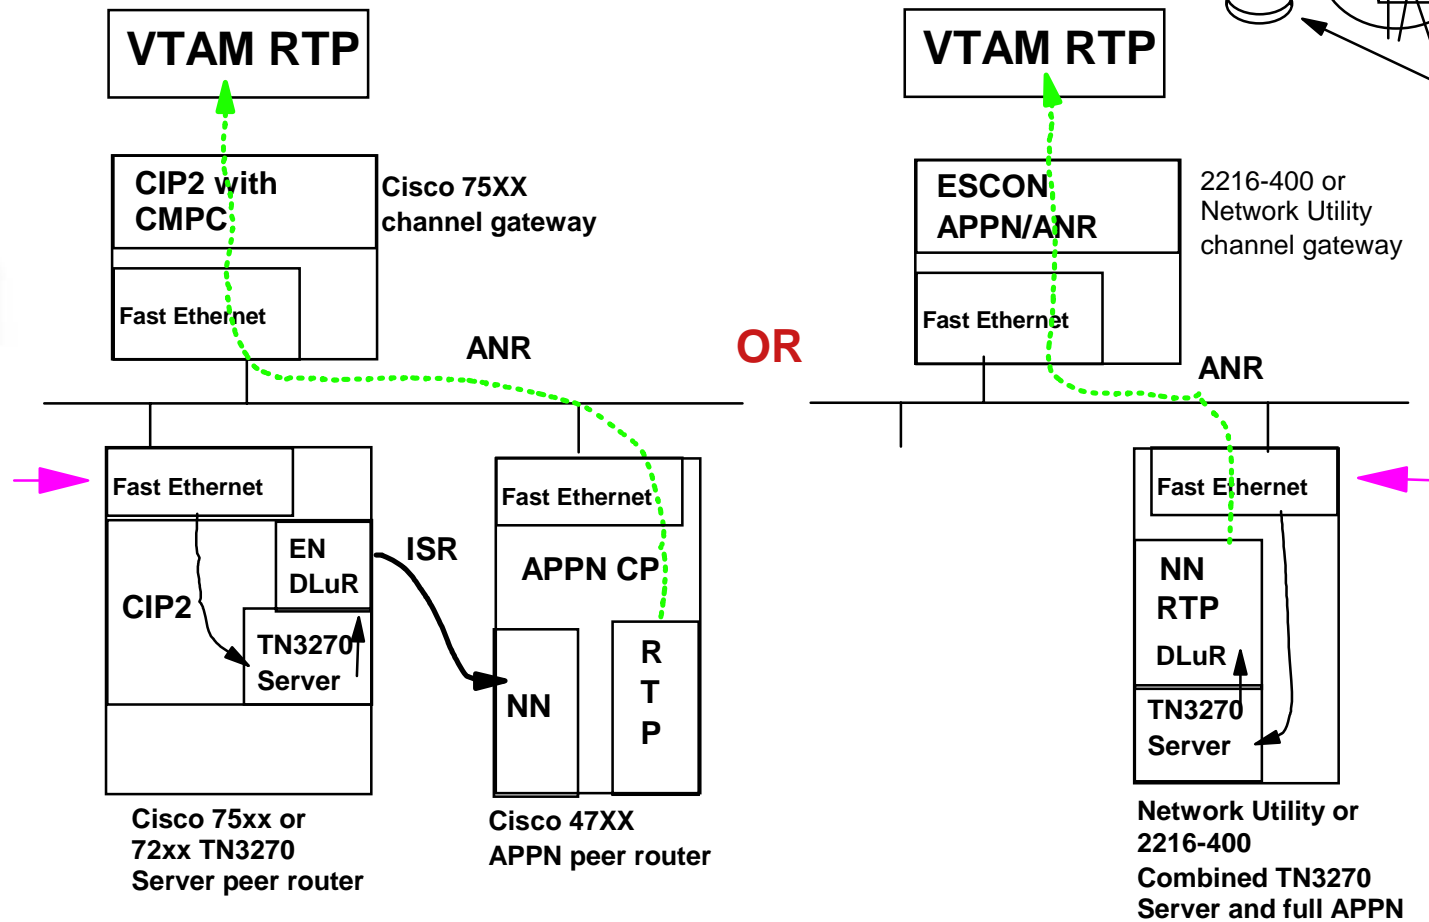 VTAM RTP
CIP2 with
CMPC
Cisco 75XX
channel gateway
Fast Ethernet
ANR
OR
VTAM RTP
ESCON
APPN/ANR
2216-400 or
Network Utility
channel gateway
Fast Ethernet
ANR
Fast Ethernet
CIP2
EN
DLuR
TN3270
Server
ISR
Fast Ethernet
APPN CP
NN
R
T
P
Cisco 75xx or
72xx TN3270
Server peer router
Cisco 47XX
APPN peer router
Fast Ethernet
NN
RTP
DLuR
TN3270
Server
Network Utility or
2216-400
Combined TN3270
Server and full APPN